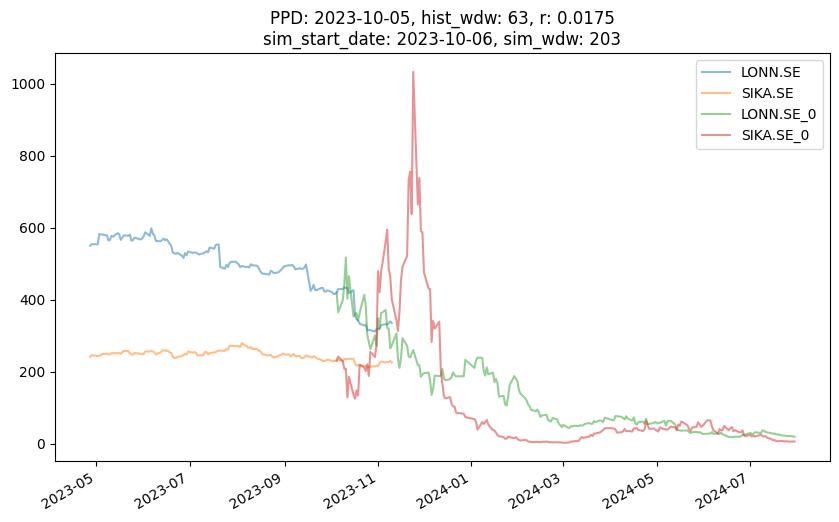 PPD: 2023-10-05, hist_wdw: 63, r: 0.0175
sim_start_date: 2023-10-06, sim_wdw: 203
LONN.SE
SIKA.SE
LONN.SE_0
SIKA.SE_0
1000
800
600
400
200
0
2023-05
2023-07
2023-09
2023-11
2024-01
2024-03
2024-05
2024-07